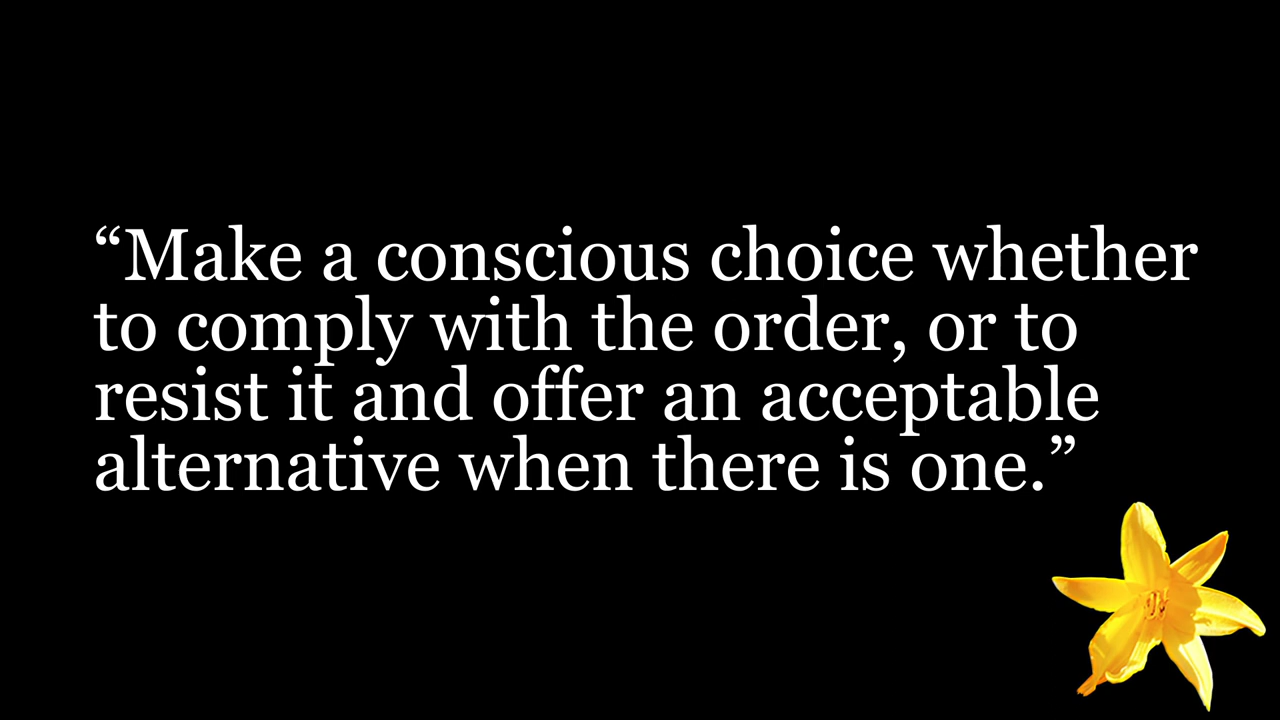 “Make a conscious choice whether
to comply with the order, or to
resist it and offer an acceptable
alternative when there is one.”